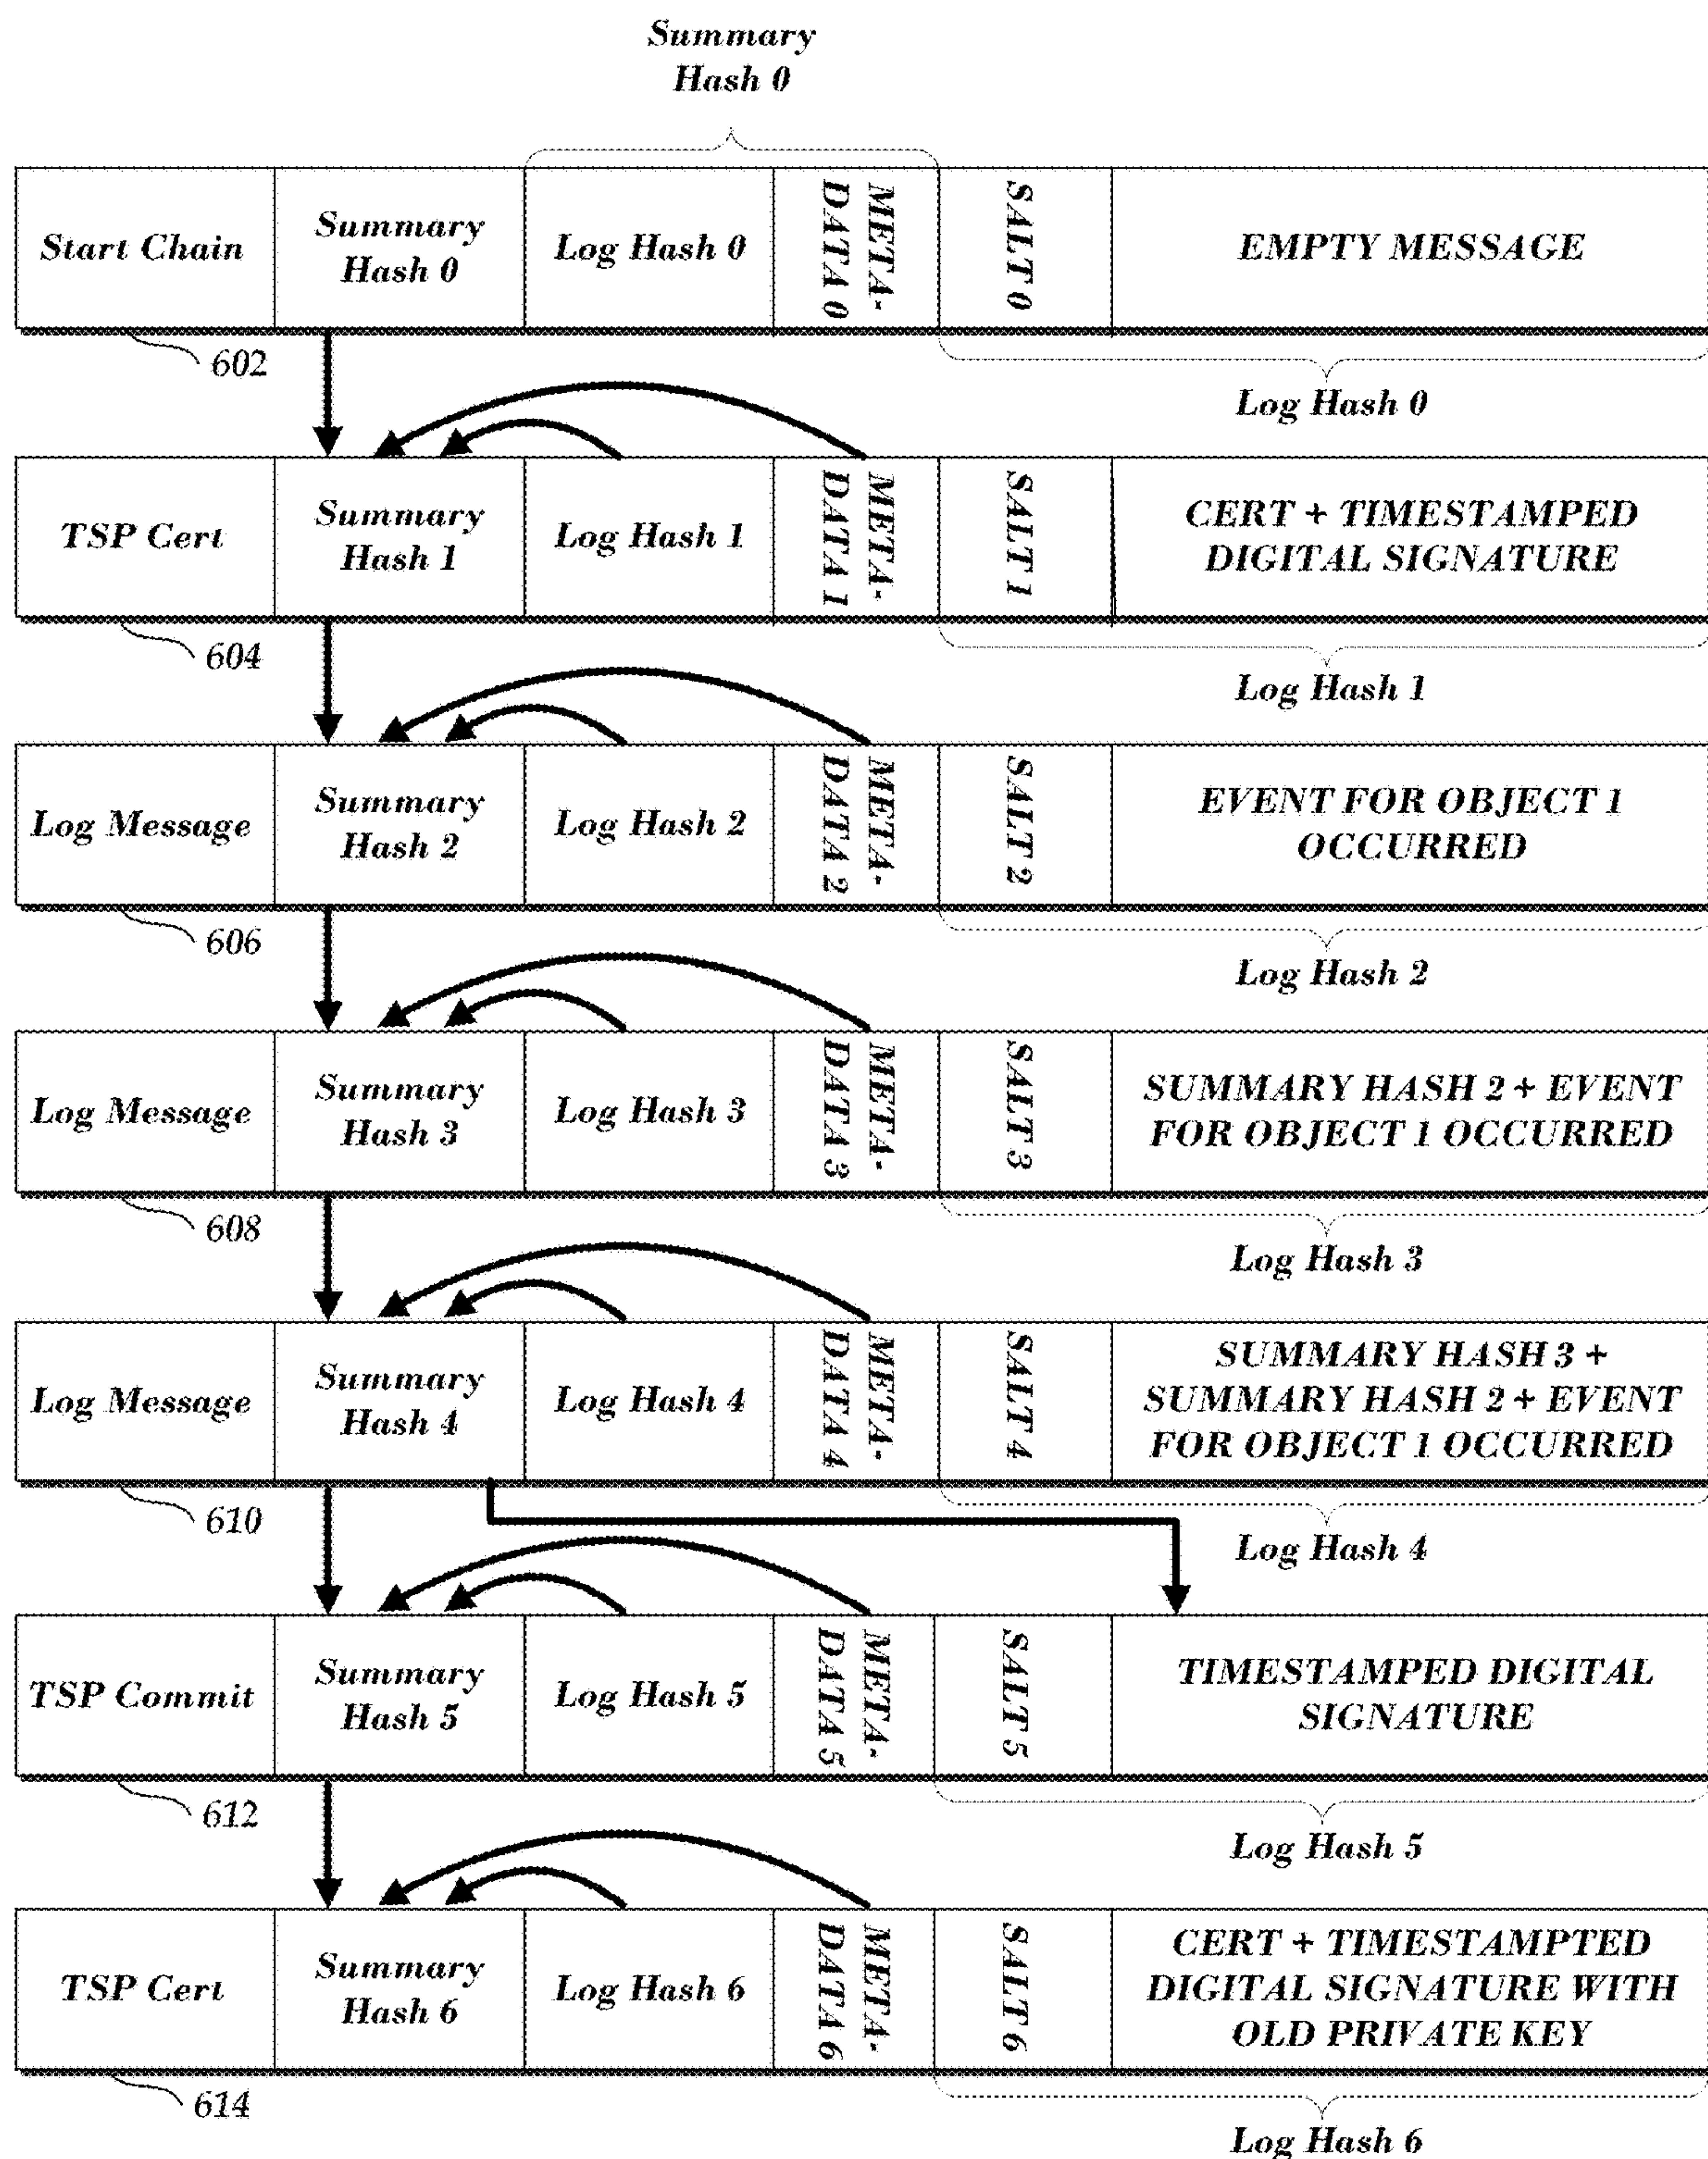 Summary
Hash 0
Start Chain
Summary
Hash 0
Log Hash 0
META-
DATA 0
SALT 0
EMPTY MESSAGE
602
Log Hash 0
TSP Cert
Summary
Hash 1
Log Hash 1
META-
DATA 1
SALT 1
CERT + TIMESTAMPED
DIGITAL SIGNATURE
604
Log Hash 1
Log Message
Summary
Hash 2
Log Hash 2
META-
DATA 2
SALT 2
EVENT FOR OBJECT 1
OCCURRED
606
Log Hash 2
Log Message
Summary
Hash 3
Log Hash 3
META-
DATA 3
SALT 3
SUMMARY HASH 2 + EVENT
FOR OBJECT 1 OCCURRED
608
Log Hash 3
Log Message
Summary
Hash 4
Log Hash 4
META-
DATA 4
SALT 4
SUMMARY HASH 3 +
SUMMARY HASH 2 + EVENT
FOR OBJECT 1 OCCURRED
610
Log Hash 4
TSP Commit
Summary
Hash 5
Log Hash 5
META-
DATA 5
SALT 5
TIMESTAMPED DIGITAL
SIGNATURE
612
Log Hash 5
TSP Cert
Summary
Hash 6
Log Hash 6
META-
DATA 6
SALT 6
CERT + TIMESTAMPTED
DIGITAL SIGNATURE WITH
OLD PRIVATE KEY
614
Log Hash 6